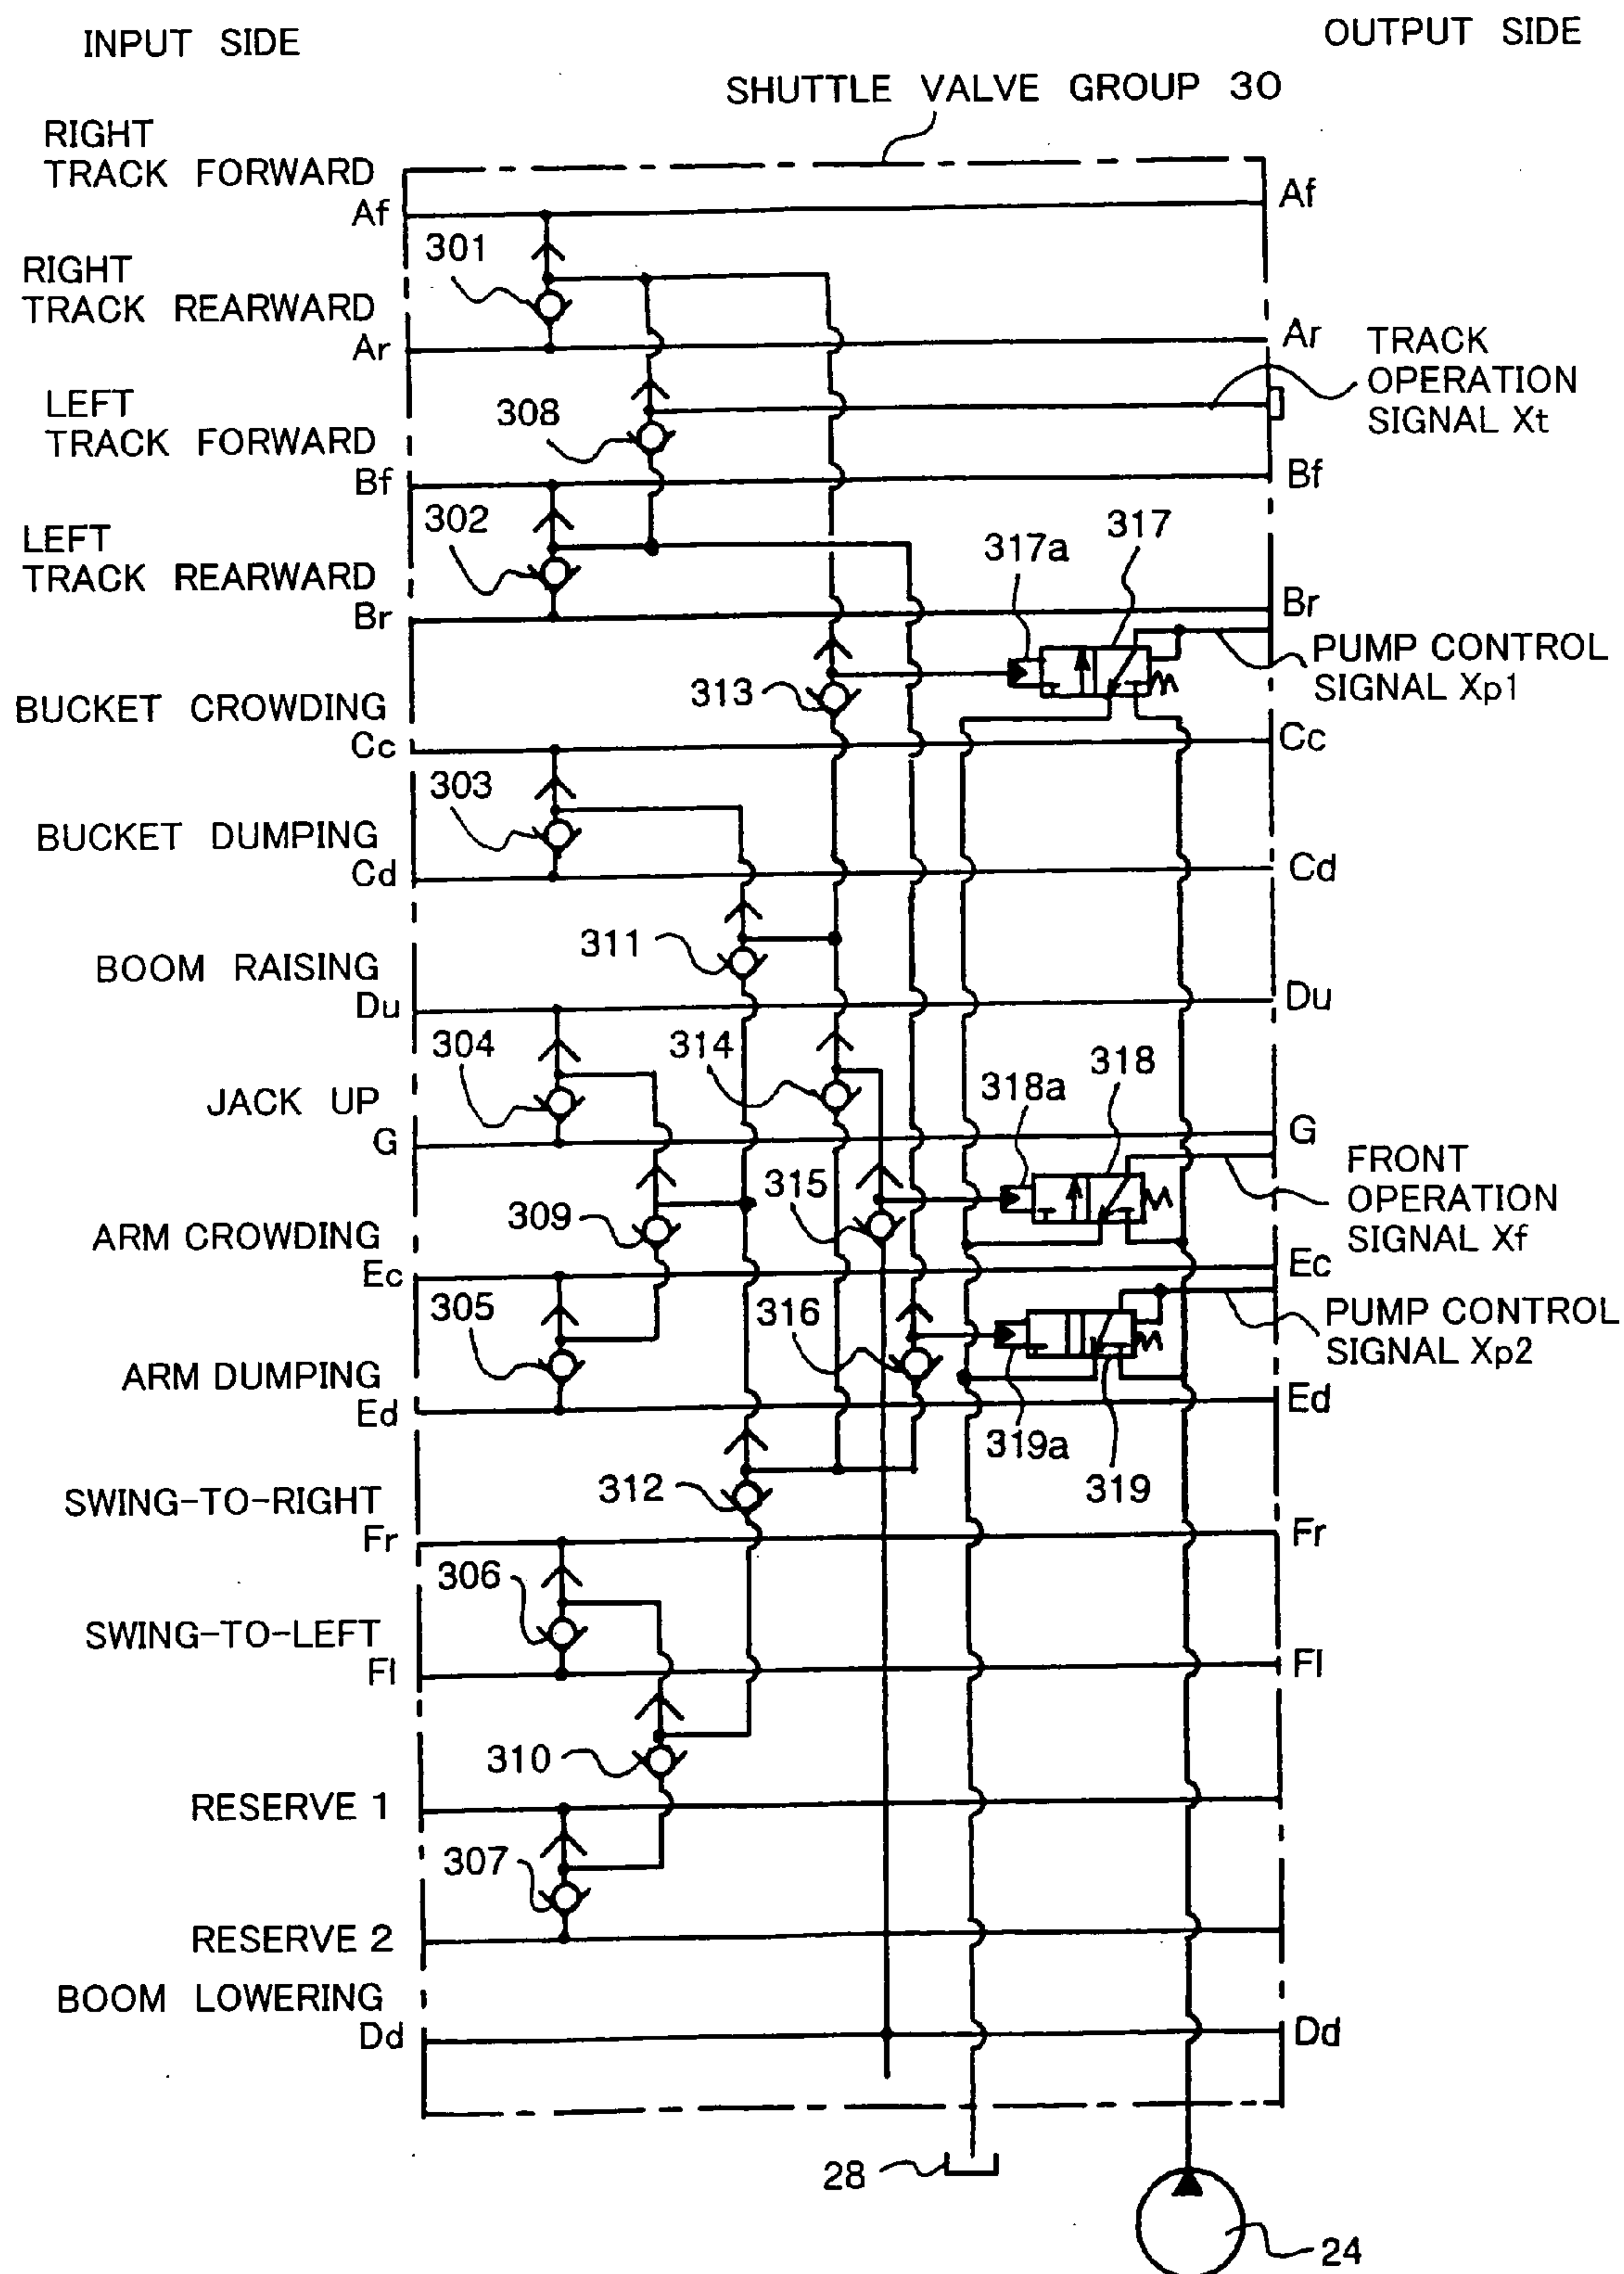 INPUT SIDE
OUTPUT SIDE
SHUTTLE VALVE GROUP 30
RIGHT
TRACK FORWARD
Af
Af
301
RIGHT
TRACK REARWARD
Ar
Ar
TRACK
OPERATION
SIGNAL Xt
LEFT
TRACK FORWARD
308
Bf
Bf
302
LEFT
TRACK REARWARD
317a
317
Br
Br
PUMP CONTROL
SIGNAL Xp1
313
BUCKET CROWDING
Cc
Cc
303
BUCKET DUMPING
Cd
Cd
311
BOOM RAISING
Du
Du
304
314
318a
318
JACK UP
G
G
FRONT
OPERATION
SIGNAL Xf
315
309
ARM CROWDING
Ec
Ec
305
316
PUMP CONTROL
SIGNAL Xp2
ARM DUMPING
Ed
Ed
319a
319
312
SWING-TO-RIGHT
Fr
Fr
306
SWING-TO-LEFT
Fl
Fl
310
RESERVE 1
307
RESERVE 2
BOOM LOWERING
Dd
Dd
28
24